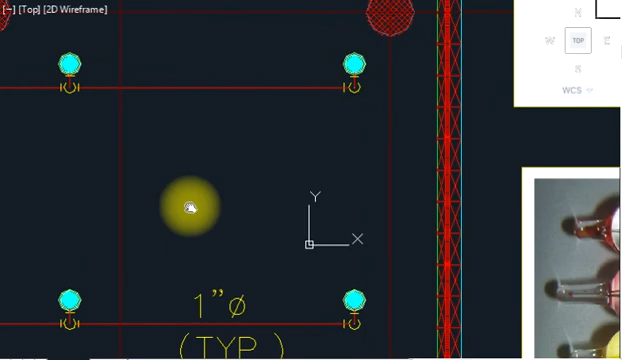 [−] [Top] [2D Wireframe]
N
W
TOP
E
S
WCS
Y
X
1"ø
(TYP.)